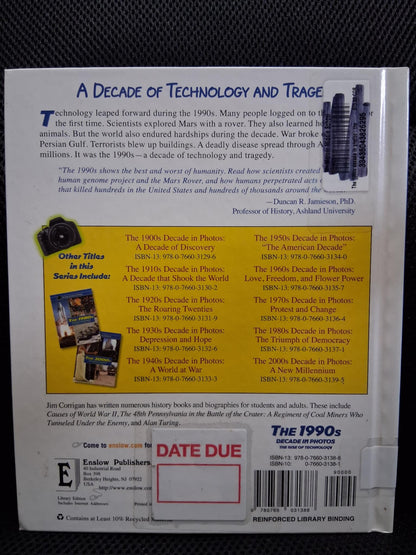 A DECADE OF TECHNOLOGY AND
Technology leaped forward during the 1990s. Many people logged on to
the first time. Scientists explored Mars with a rover. They also learned
animals. But the world also endured hardships during the decade. War broke
Persian Gulf. Terrorists blew up buildings. A deadly disease spread through
millions. It was the 1990s—a decade of technology and tragedy.
"The 1990s shows the best and worst of humanity. Read how scientists created
human genome project and the Mars Rover, and how humans perpetrated acts
that killed hundreds in the United States and hundreds of thousands around the
—Duncan R. Jamieson, PhD.
Professor of History, Ashland University
Other Titles
in this
Series Include:
The 1900s Decade in Photos:
A Decade of Discovery
ISBN-13: 978-0-7660-3129-6
The 1910s Decade in Photos:
A Decade that Shook the World
ISBN-13: 978-0-7660-3130-2
The 1920s Decade in Photos:
The Roaring Twenties
ISBN-13: 978-0-7660-3131-9
The 1930s Decade in Photos:
Depression and Hope
ISBN-13: 978-0-7660-3132-6
The 1940s Decade in Photos:
A World at War
ISBN-13: 978-0-7660-3133-3
The 1950s Decade in Photos:
"The American Decade"
ISBN-13: 978-0-7660-3134-0
The 1960s Decade in Photos:
Love, Freedom, and Flower Power
ISBN-13: 978-0-7660-3135-7
The 1970s Decade in Photos:
Protest and Change
ISBN-13: 978-0-7660-3136-4
The 1980s Decade in Photos:
The Triumph of Democracy
ISBN-13: 978-0-7660-3137-1
The 2000s Decade in Photos:
A New Millennium
ISBN-13: 978-0-7660-3139-5
Jim Corrigan has written numerous history books and biographies for students and adults. These include
Causes of World War II, The 48th Pennsylvania in the Battle of the Crater: A Regiment of Coal Miners Who
Tunneled Under the Enemy, and Alan Turing.
Come to enslow.com for
THE 1990s
DECADE IN PHOTOS
THE RISE OF TECHNOLOGY
DATE DUE
E
Enslow Publishers
40 Industrial Road
Box 398
Berkeley Heights, NJ 07922
USA
Library Edition
Includes Internet Addresses
ISBN-13: 978-0-7660-3138-8
ISBN-10: 0-7660-3138-1
90000
9 780766 031388
Contains at Least 10% Recycled
REINFORCED LIBRARY BINDING